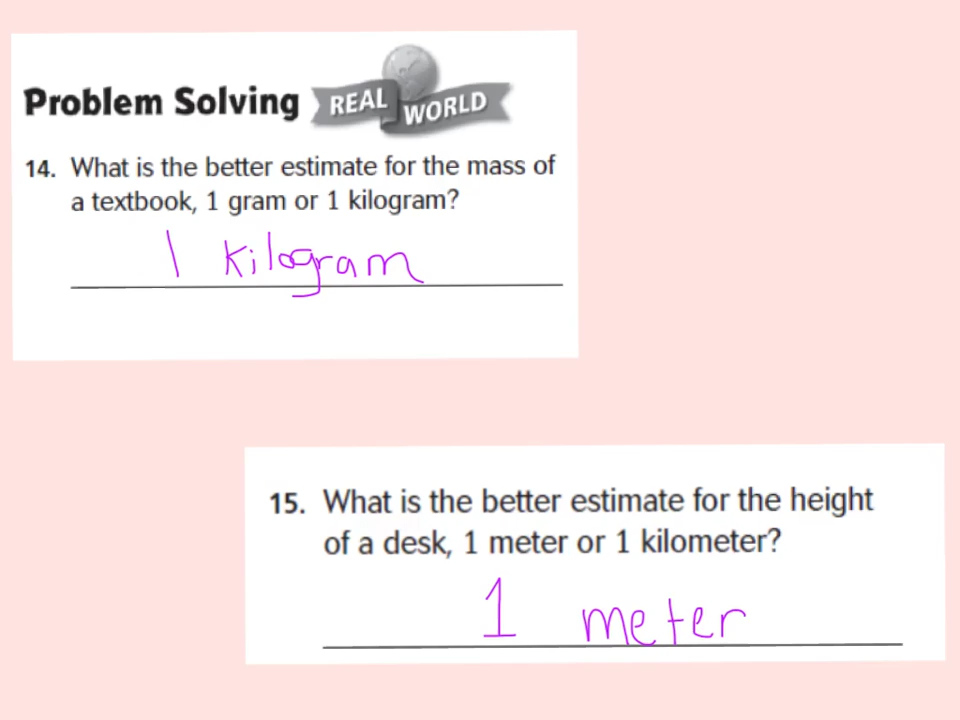 Problem Solving REAL WORLD
14. What is the better estimate for the mass of
a textbook, 1 gram or 1 kilogram?
1 kilogram
15. What is the better estimate for the height
of a desk, 1 meter or 1 kilometer?
1 meter